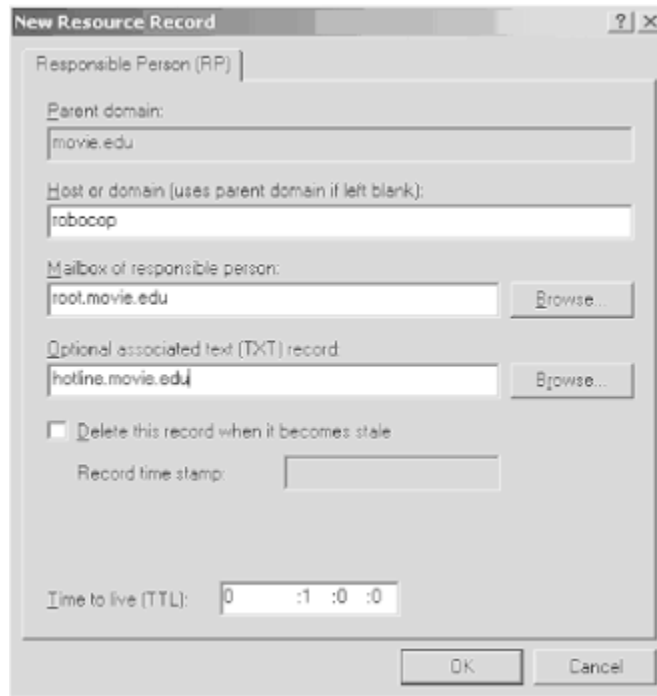 New Resource Record
Responsible Person (RP)
Parent domain:
movie.edu
Host or domain (uses parent domain if left blank):
robocop
Mailbox of responsible person:
root.movie.edu
Browse...
Optional associated text (TXT) record:
hotline.movie.edu
Browse...
Delete this record when it becomes stale
Record time stamp:
Time to live (TTL):
0 :1 :0 :0
OK
Cancel